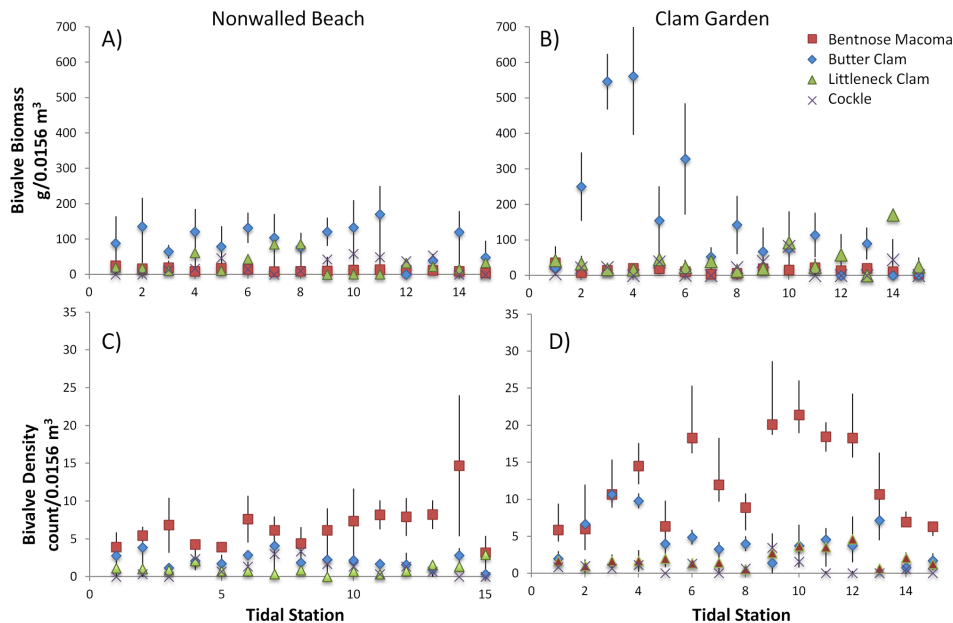 Nonwalled Beach
Clam Garden
A)
B)
Bentnose Macoma
Butter Clam
Littleneck Clam
Cockle
Bivalve Biomass
g/0.0156 m³
700
600
500
400
300
200
100
0
0 2 4 6 8 10 12 14
700
600
500
400
300
200
100
0
0 2 4 6 8 10 12 14
C)
D)
Bivalve Density
count/0.0156 m³
35
30
25
20
15
10
5
0
0 5 10 15
Tidal Station
35
30
25
20
15
10
5
0
0 2 4 6 8 10 12 14
Tidal Station